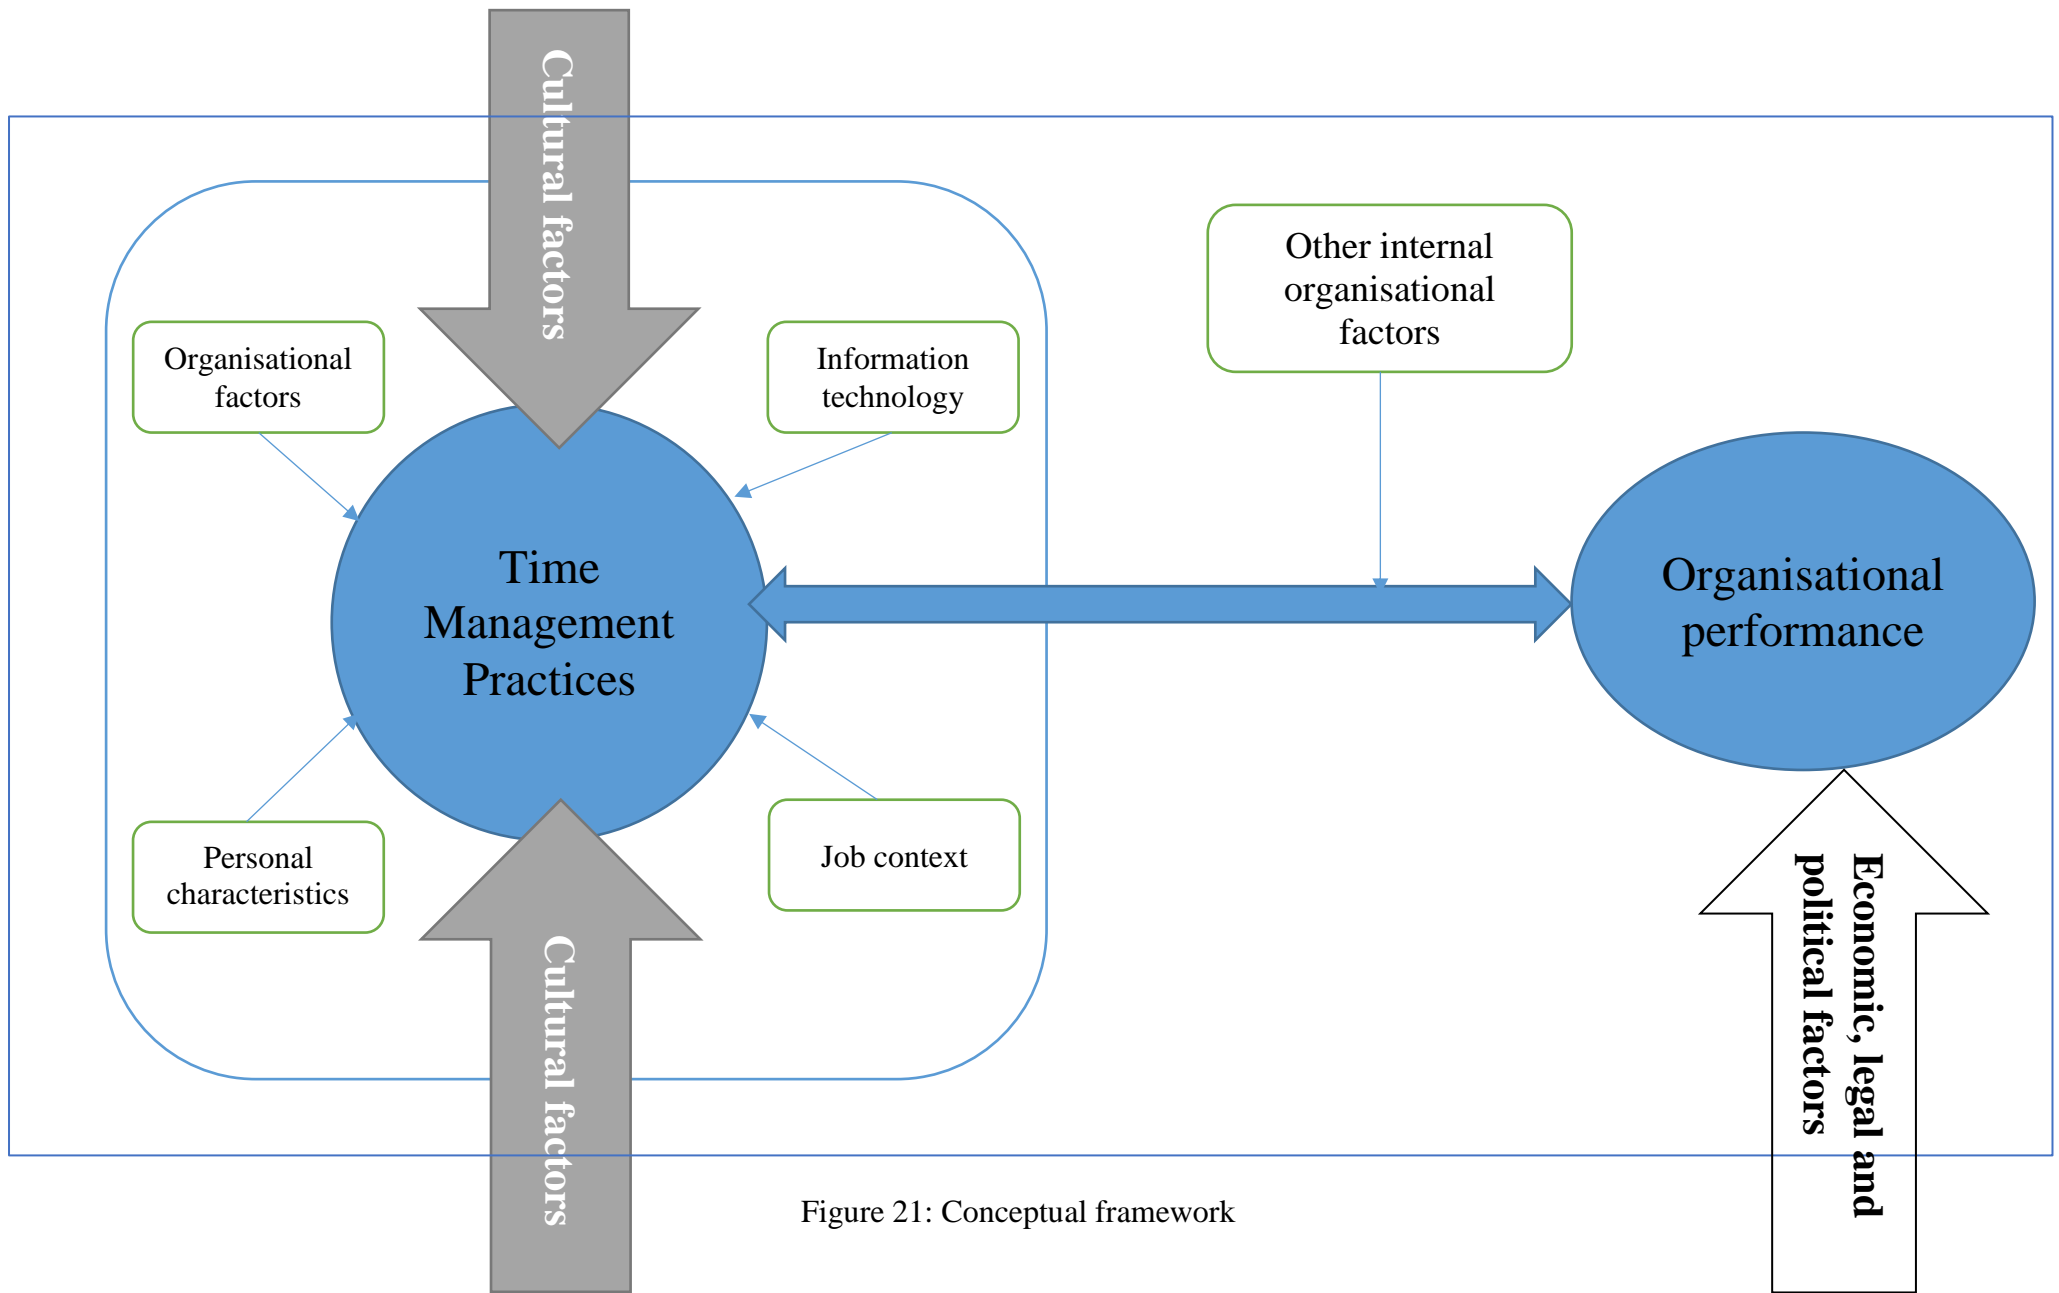 Cultural factors
Other internal
organisational
factors
Organisational
factors
Information
technology
Time
Management
Practices
Organisational
performance
Personal
characteristics
Job context
Cultural factors
Economic, legal and
political factors
Figure 21: Conceptual framework